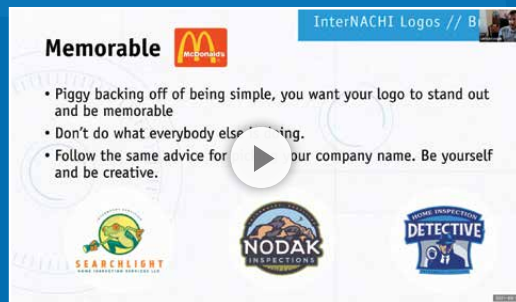 InterNACHI Logos // B
Memorable
McDonald's
• Piggy backing off of being simple, you want your logo to stand out
and be memorable
• Don't do what everybody else ing.
• Follow the same advice for our company name. Be yourself
and be creative.
SEARCHLIGHT
HOME INSPECTION SERVICES LLC
NODAK
INSPECTIONS
HOME INSPECTION
DETECTIVE